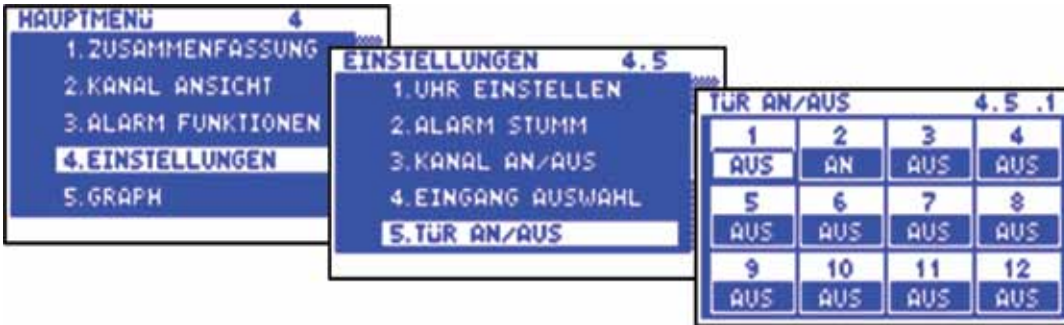 HAUPTMENÜ 4
1.ZUSAMMENFASSUNG
2.KANAL ANSICHT
3.ALARM FUNKTIONEN
4.EINSTELLUNGEN
5.GRAPH
EINSTELLUNGEN 4.5
1.UHR EINSTELLEN
2.ALARM STUMM
3.KANAL AN/AUS
4.EINGANG AUSWAHL
5.TÜR AN/AUS
TÜR AN/AUS 4.5 .1
1 2 3 4
AUS AN AUS AUS
5 6 7 8
AUS AUS AUS AUS
9 10 11 12
AUS AUS AUS AUS